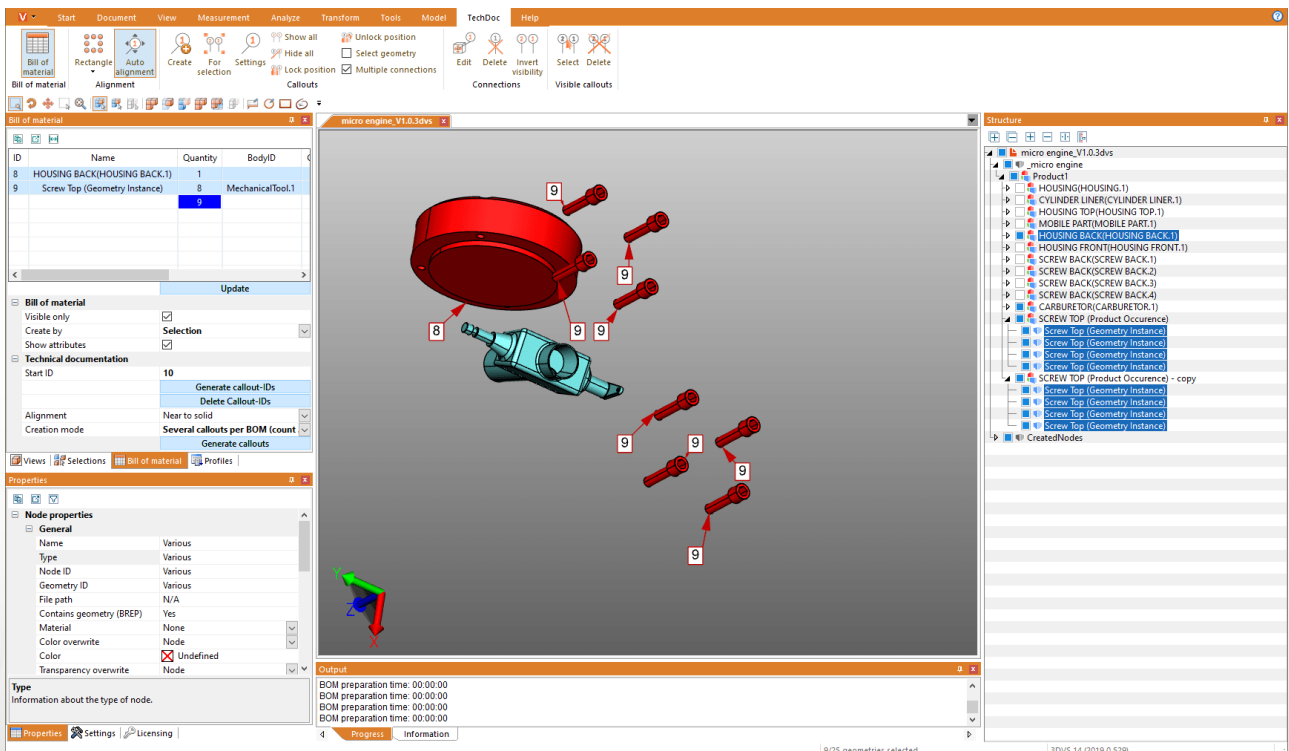 Start Document View Measurement Analyze Transform Tools Model TechDoc Help
Bill of material
Rectangle
Auto alignment
Create
For selection
Settings
Show all
Hide all
Lock position
Unlock position
Select geometry
Multiple connections
Edit
Delete
Invert visibility
Select
Delete
Bill of material Alignment Callouts Connections Visible callouts
Bill of material
ID Name Quantity BodyID
8 HOUSING BACK(HOUSING BACK.1) 1
9 Screw Top (Geometry Instance) 8 MechanicalTool.1
9
Update
Bill of material
Visible only
Create by Selection
Show attributes
Technical documentation
Start ID 10
Generate callout-IDs
Delete Callout-IDs
Alignment Near to solid
Creation mode Several callouts per BOM (count
Generate callouts
Views Selections Bill of material Profiles
Properties
Node properties
General
Name Various
Type Various
Node ID Various
Geometry ID Various
File path N/A
Contains geometry (BREP) Yes
Material None
Color overwrite Node
Color Undefined
Transparency overwrite Node
Type
Information about the type of node.
Properties Settings Licensing
micro engine_V1.0.3dvs
9
9
9
8
9
9
9
9
9
9
9
Y
Z
X
Output
BOM preparation time: 00:00:00
BOM preparation time: 00:00:00
BOM preparation time: 00:00:00
BOM preparation time: 00:00:00
Progress Information
Structure
micro engine_V1.0.3dvs
_micro engine
Product1
HOUSING(HOUSING.1)
CYLINDER LINER(CYLINDER LINER.1)
HOUSING TOP(HOUSING TOP.1)
MOBILE PART(MOBILE PART.1)
HOUSING BACK(HOUSING BACK.1)
HOUSING FRONT(HOUSING FRONT.1)
SCREW BACK(SCREW BACK.1)
SCREW BACK(SCREW BACK.2)
SCREW BACK(SCREW BACK.3)
SCREW BACK(SCREW BACK.4)
CARBURETOR(CARBURETOR.1)
SCREW TOP (Product Occurence)
Screw Top (Geometry Instance)
Screw Top (Geometry Instance)
Screw Top (Geometry Instance)
Screw Top (Geometry Instance)
SCREW TOP (Product Occurence) - copy
Screw Top (Geometry Instance)
Screw Top (Geometry Instance)
Screw Top (Geometry Instance)
Screw Top (Geometry Instance)
CreatedNodes
9/25 geometries selected
3DVS 14 (2019.0.529)